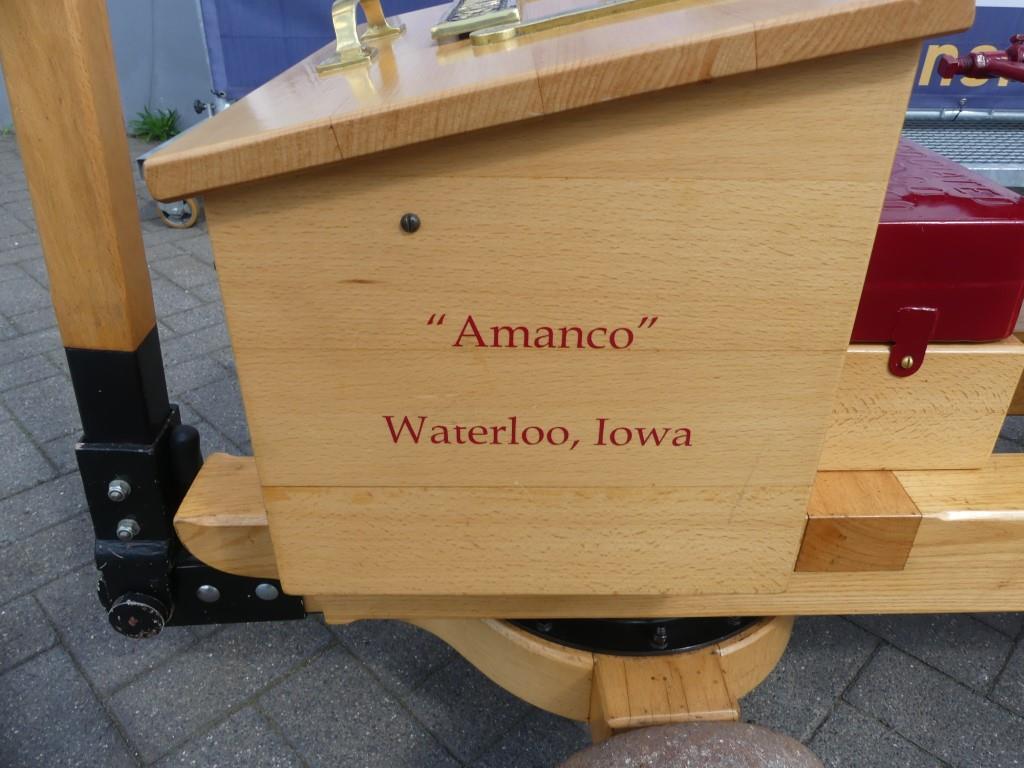 “Amanco”
Waterloo, Iowa